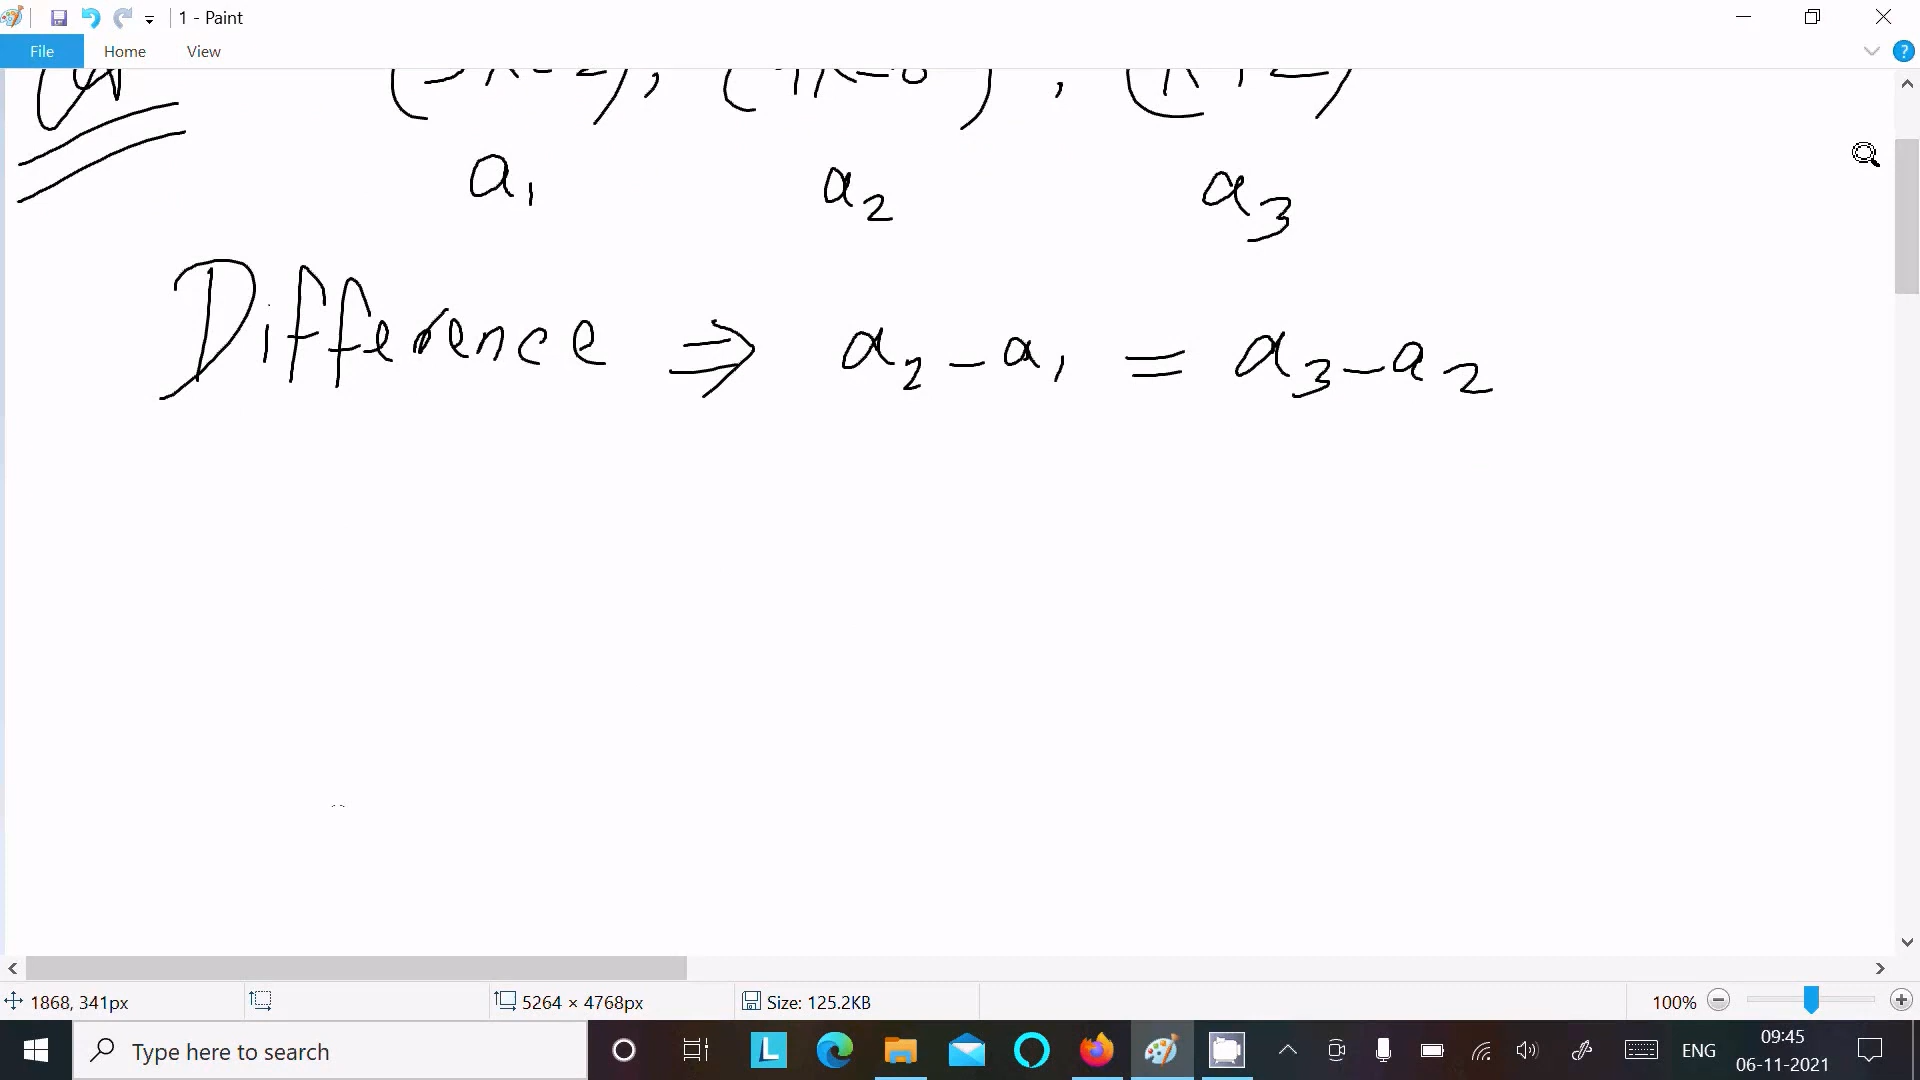 1 - Paint
File Home View
a₁ a₂ a₃
Difference ⇒ a₂ - a₁ = a₃ - a₂
1868, 341px 5264 × 4768px Size: 125.2KB 100%
Type here to search L ENG 09:45
06-11-2021